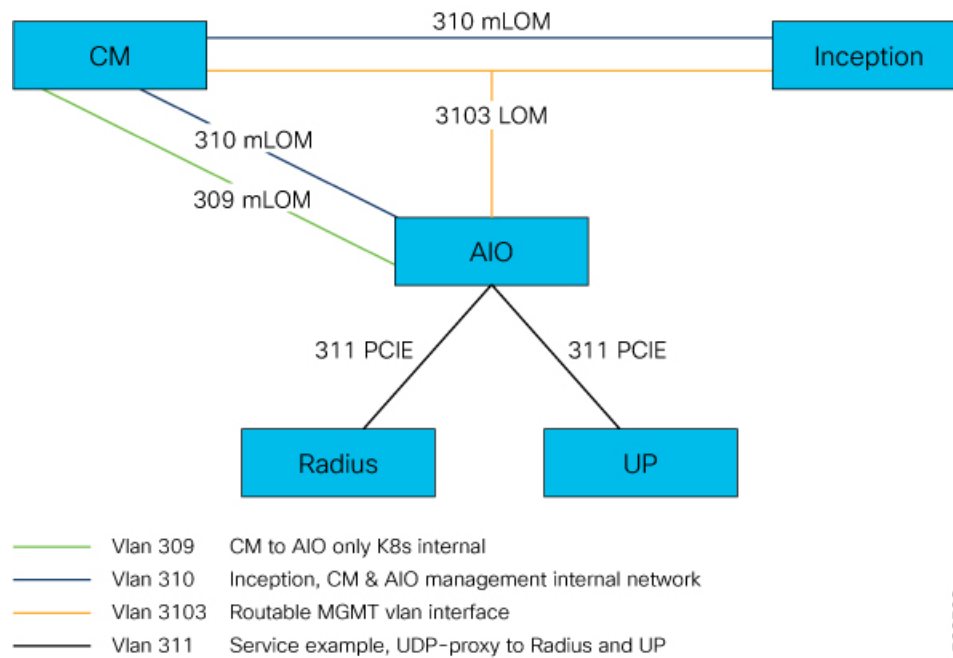 310 mLOM
CM
Inception
3103 LOM
310 mLOM
309 mLOM
AIO
311 PCIE
311 PCIE
Radius
UP
Vlan 309 CM to AIO only K8s internal
Vlan 310 Inception, CM & AIO management internal network
Vlan 3103 Routable MGMT vlan interface
Vlan 311 Service example, UDP-proxy to Radius and UP